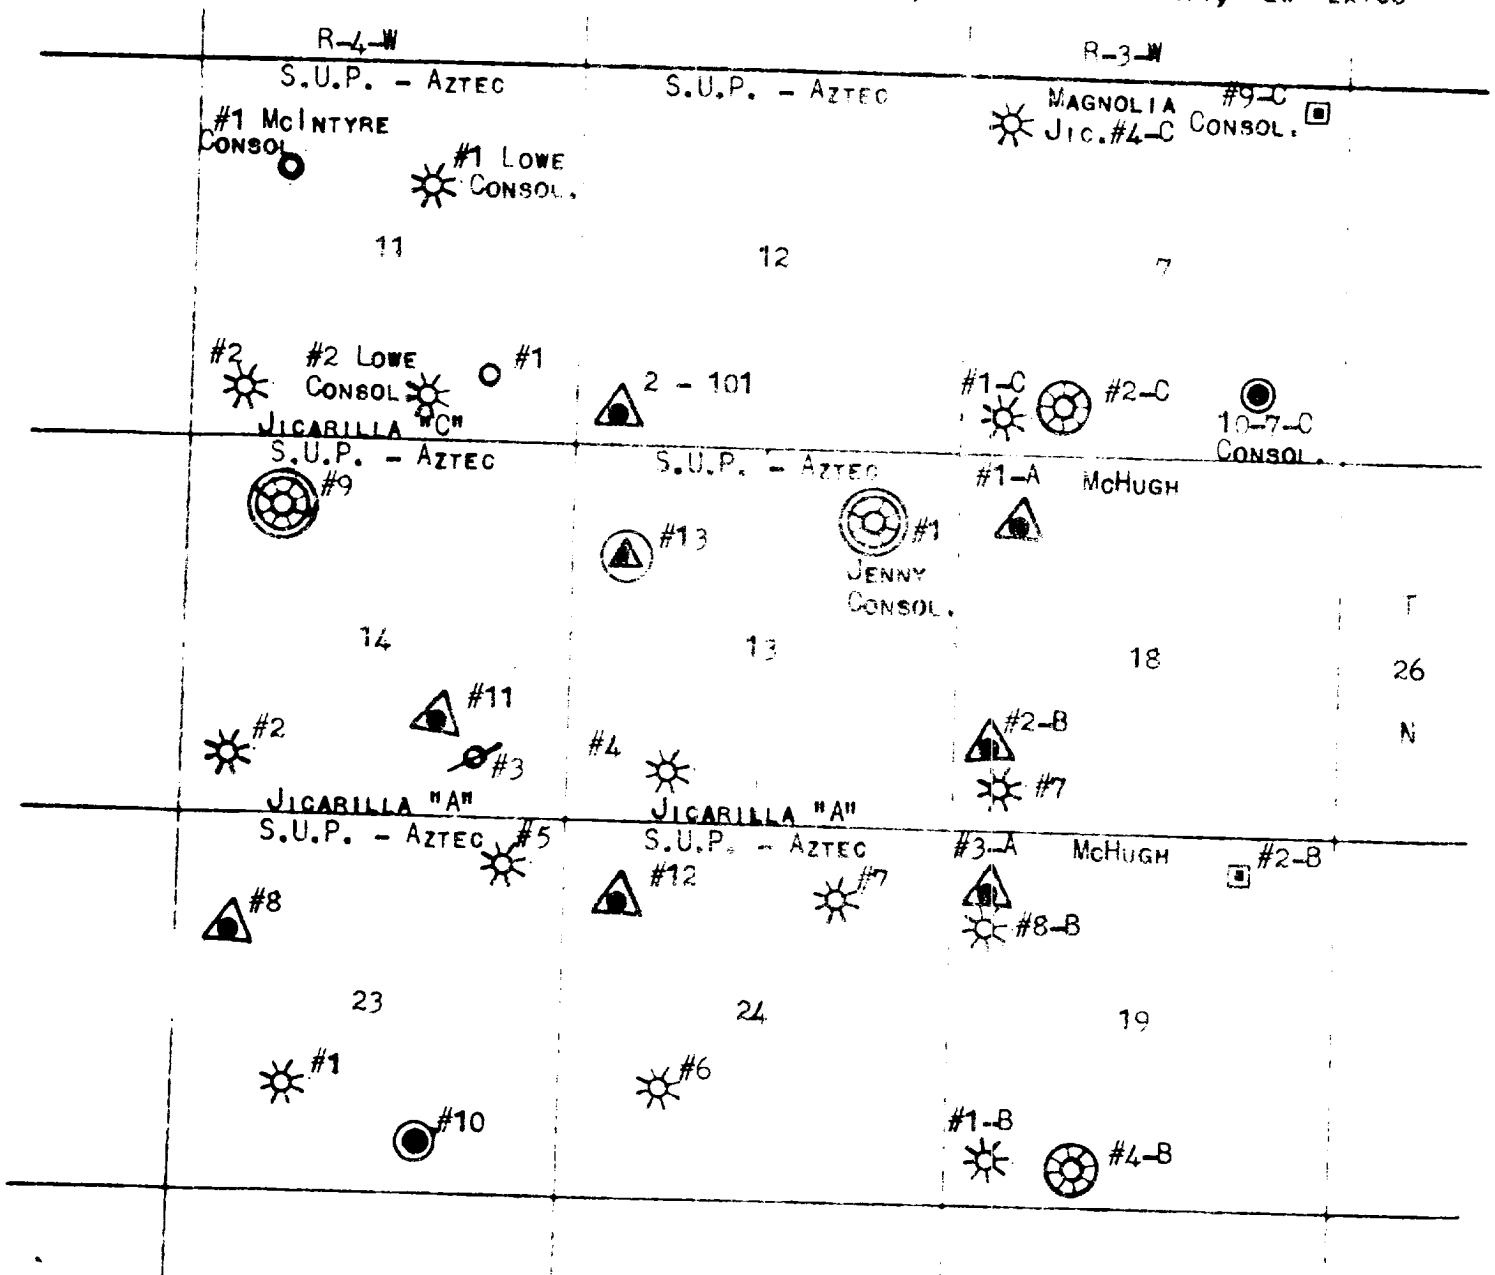 R-4-W
R-3-W
S.U.P. - AZTEC
S.U.P. - AZTEC
MAGNOLIA
JIC.#4-C
#9-C
CONSOL.
#1 MCINTYRE
CONSOL
#1 LOWE
CONSOL.
11
12
7
#2
#2 LOWE
CONSOL.
#1
2 - 101
#1-C
#2-C
10-7-C
CONSOL.
JICARILLA "C"
S.U.P. - AZTEC
S.U.P. - AZTEC
#1-A
MCHUGH
#9
#13
#1
JENNY
CONSOL.
T
26
N
14
13
18
#11
#2
#3
#4
#2-B
#7
JICARILLA "A"
JICARILLA "A"
S.U.P. - AZTEC
#5
S.U.P. - AZTEC
#3-A
MCHUGH
#2-B
#8
#12
#7
#8-B
23
24
19
#1
#6
#10
#1-B
#4-B